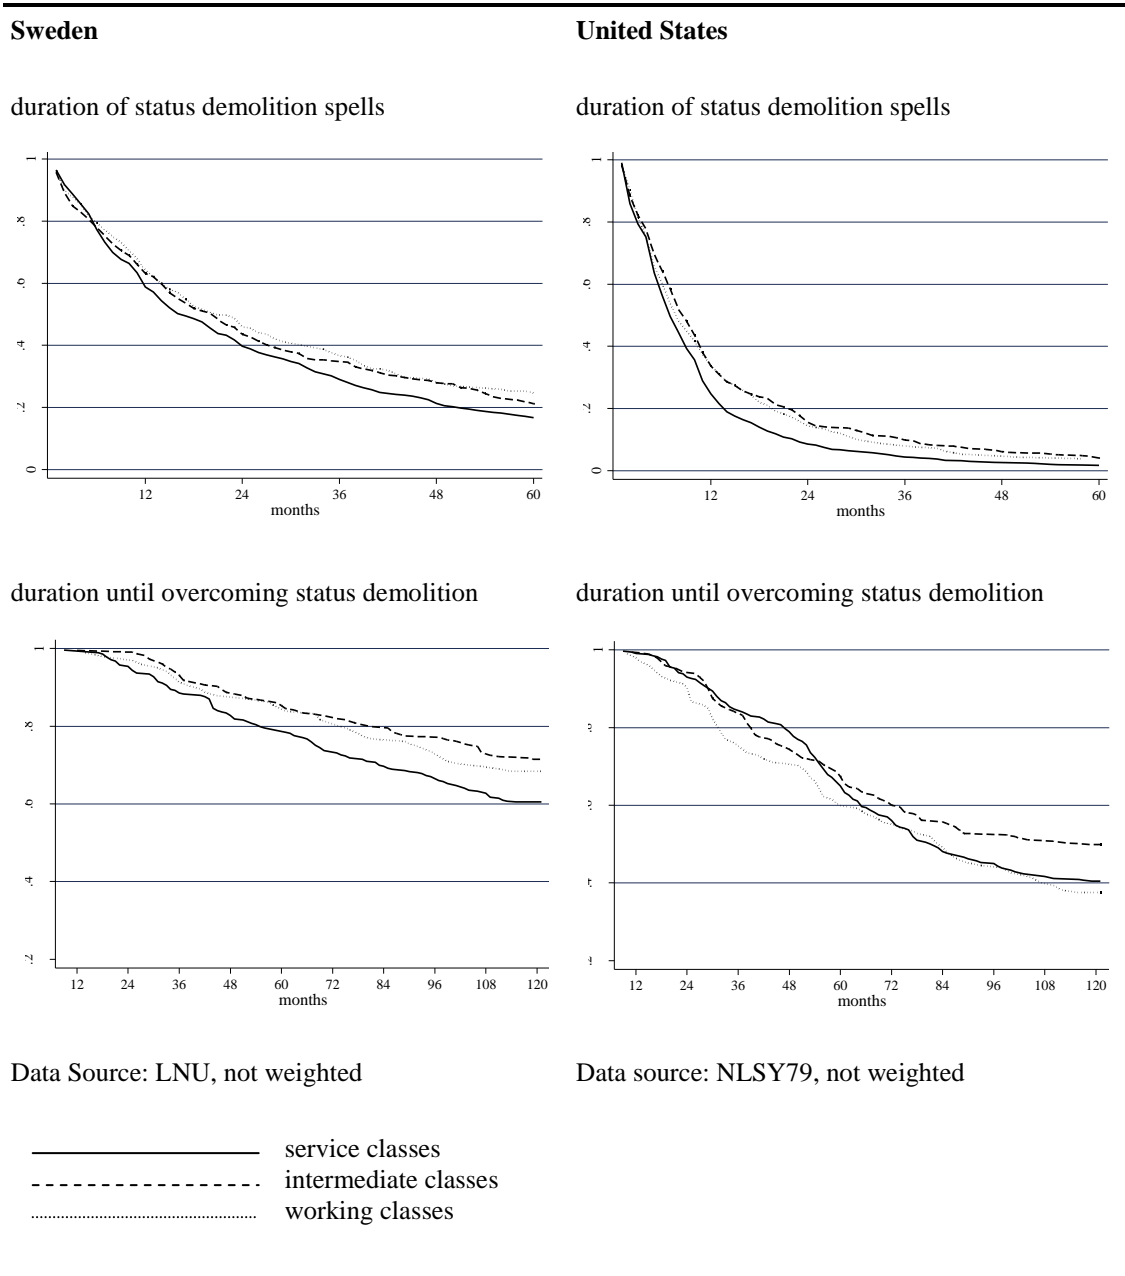 Sweden
United States
duration of status demolition spells
duration of status demolition spells
1
.8
.6
.4
.2
0
12 24 36 48 60
months
1
.8
.6
.4
.2
0
12 24 36 48 60
months
duration until overcoming status demolition
duration until overcoming status demolition
1
.8
.6
.4
.2
12 24 36 48 60 72 84 96 108 120
months
1
.8
.6
12 24 36 48 60 72 84 96 108 120
months
Data Source: LNU, not weighted
Data source: NLSY79, not weighted
service classes
intermediate classes
working classes